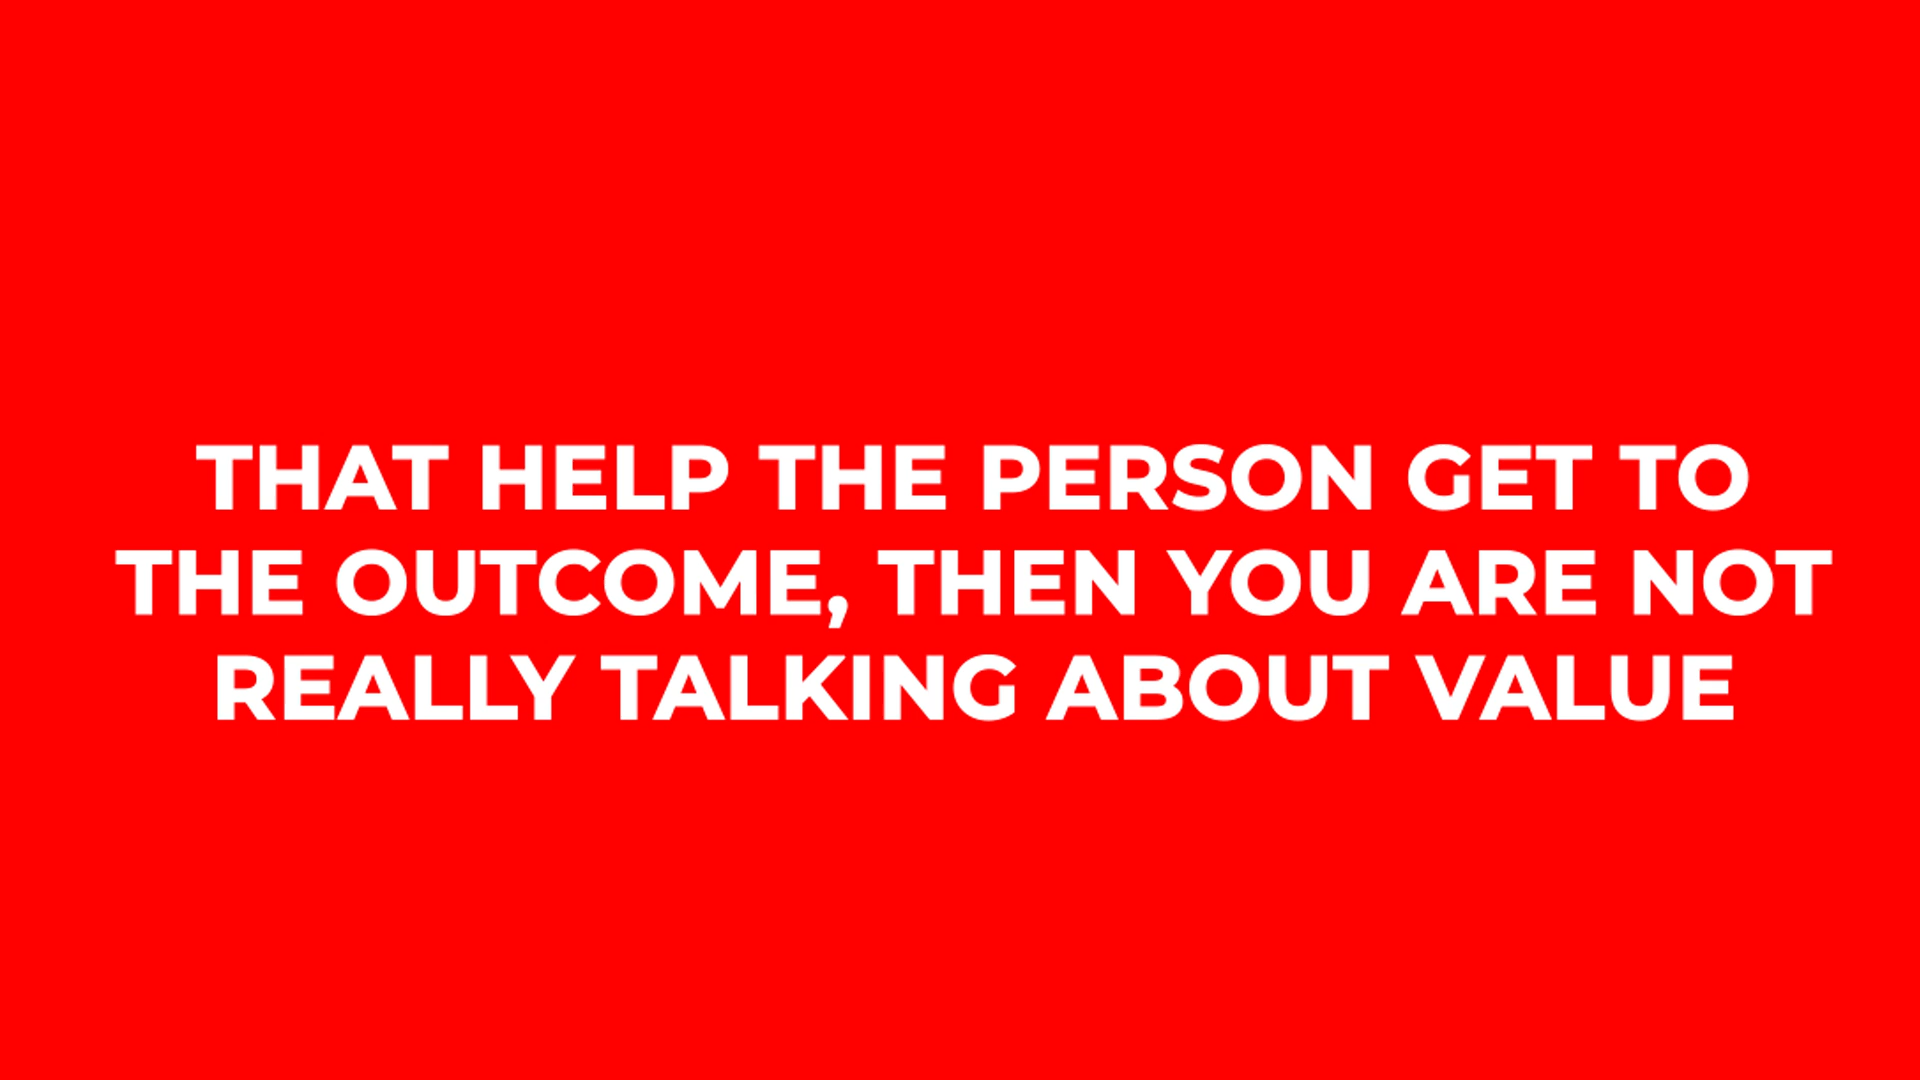 THAT HELP THE PERSON GET TO
THE OUTCOME, THEN YOU ARE NOT
REALLY TALKING ABOUT VALUE